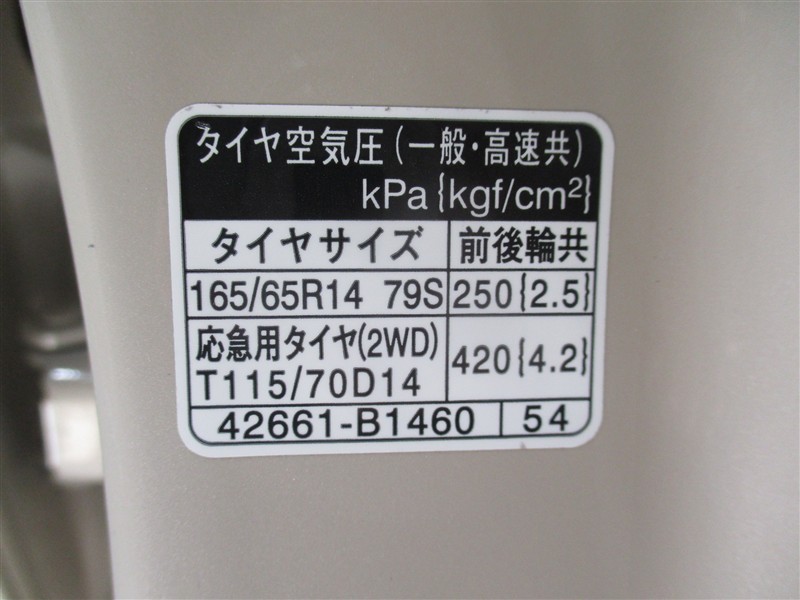 タイヤ空気圧(一般・高速共)
kPa{kgf/cm²}
タイヤサイズ 前後輪共
165/65R14 79S 250{2.5}
応急用タイヤ(2WD)
T115/70D14 420{4.2}
42661-B1460 54